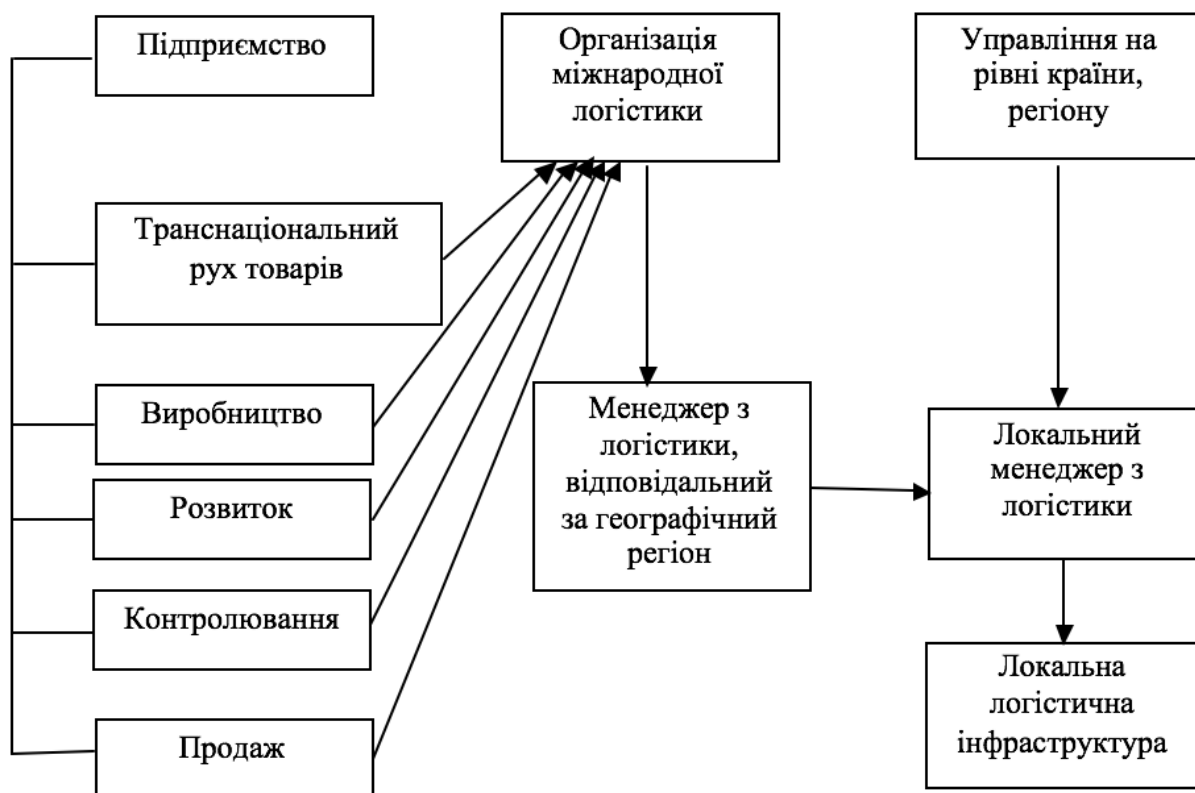 Підприємство
Організація
міжнародної
логістики
Управління на
рівні країни,
регіону
Транснаціональний
рух товарів
Виробництво
Розвиток
Контролювання
Продаж
Менеджер з
логістики,
відповідальний
за географічний
регіон
Локальний
менеджер з
логістики
Локальна
логістична
інфраструктура